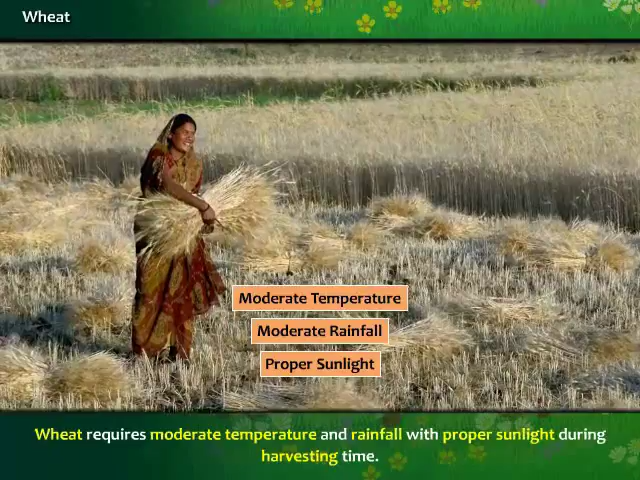 Wheat
Moderate Temperature
Moderate Rainfall
Proper Sunlight
Wheat requires moderate temperature and rainfall with proper sunlight during
harvesting time.